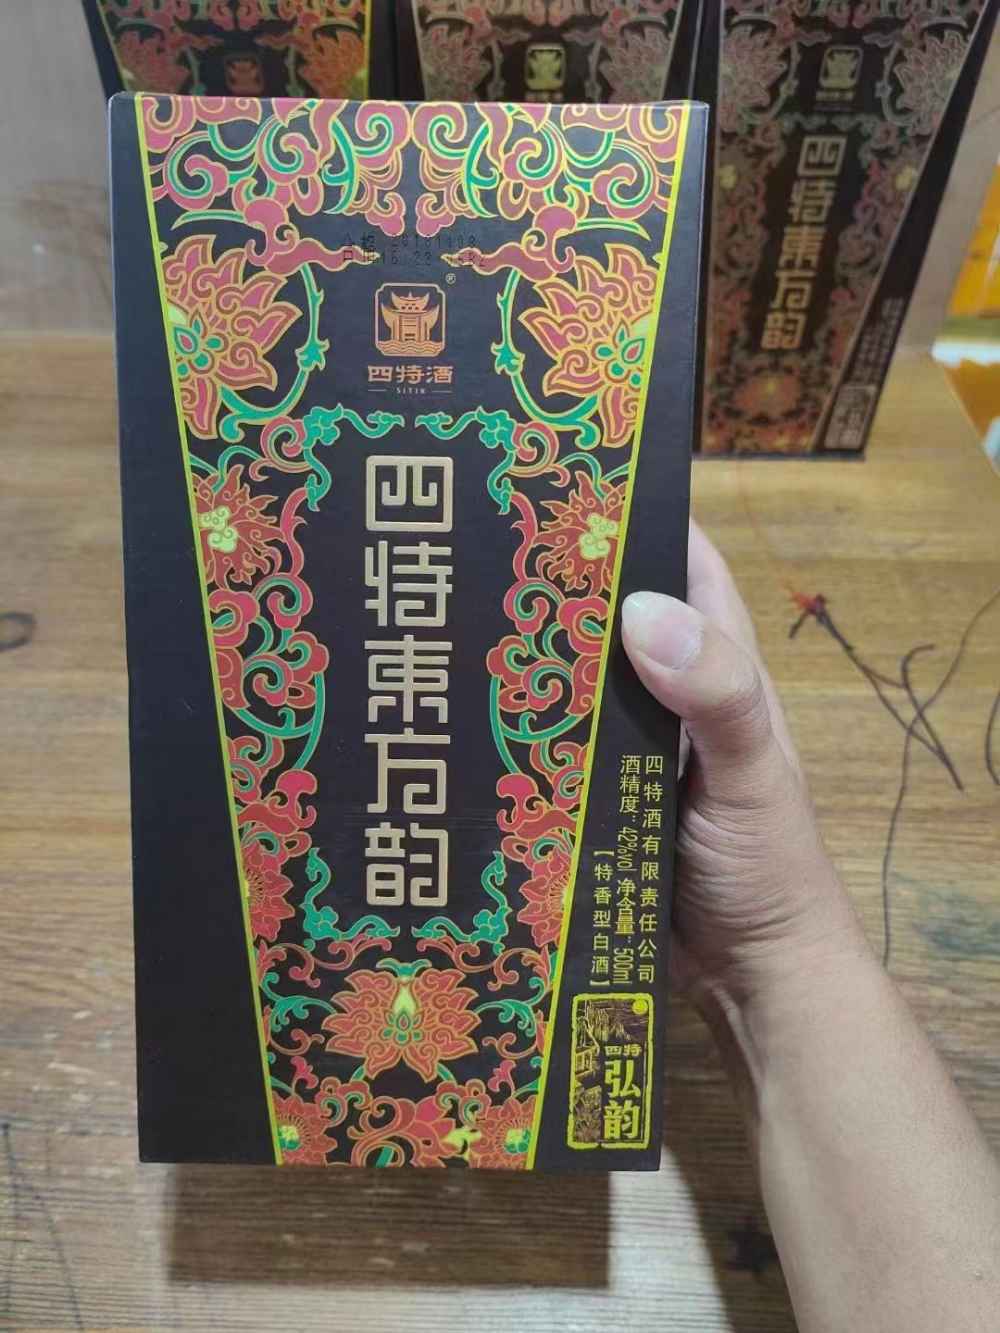 四特酒
SITIR
四特東方韵
四特酒有限责任公司
酒精度：42%vol 净含量：500ml
【特香型白酒】
四特
弘韵
四特東方韵